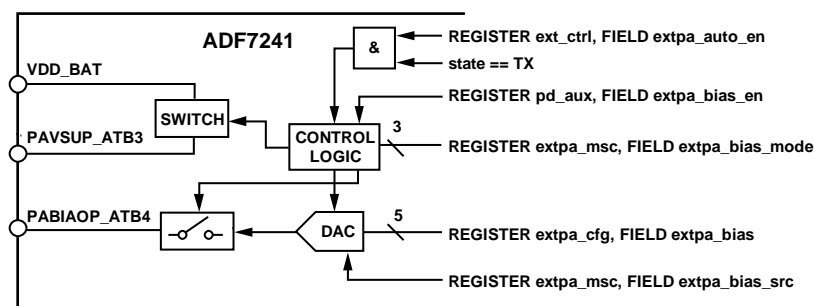 ADF7241
&
REGISTER ext_ctrl, FIELD extpa_auto_en
state == TX
VDD_BAT
REGISTER pd_aux, FIELD extpa_bias_en
SWITCH
CONTROL
LOGIC
3
PAVSUP_ATB3
REGISTER extpa_msc, FIELD extpa_bias_mode
PABIAOP_ATB4
DAC
5
REGISTER extpa_cfg, FIELD extpa_bias
REGISTER extpa_msc, FIELD extpa_bias_src